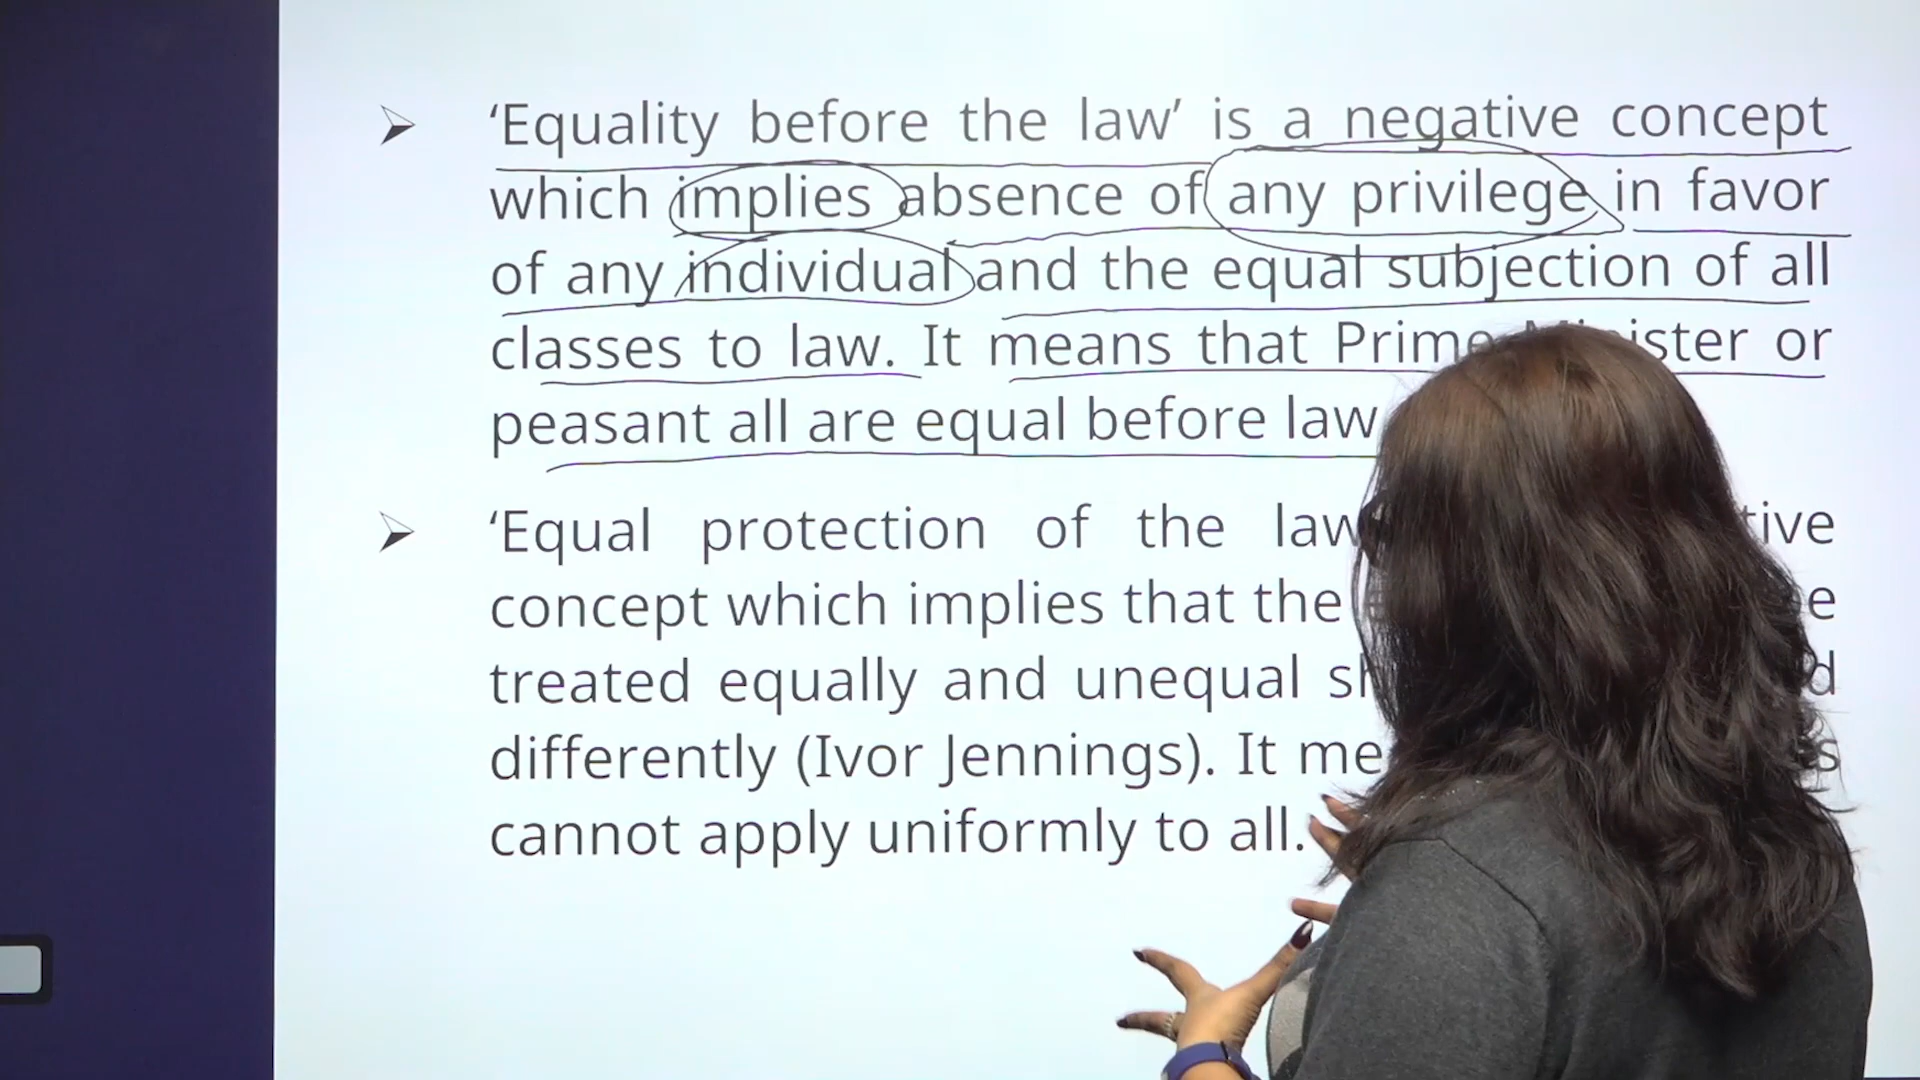 ‘Equality before the law’ is a negative concept
which implies absence of any privilege in favor
of any individual and the equal subjection of all
classes to law. It means that Prime Minister or
peasant all are equal before law
‘Equal protection of the
concept which implies that the
treated equally and unequal
differently (Ivor Jennings). It
cannot apply uniformly to all.